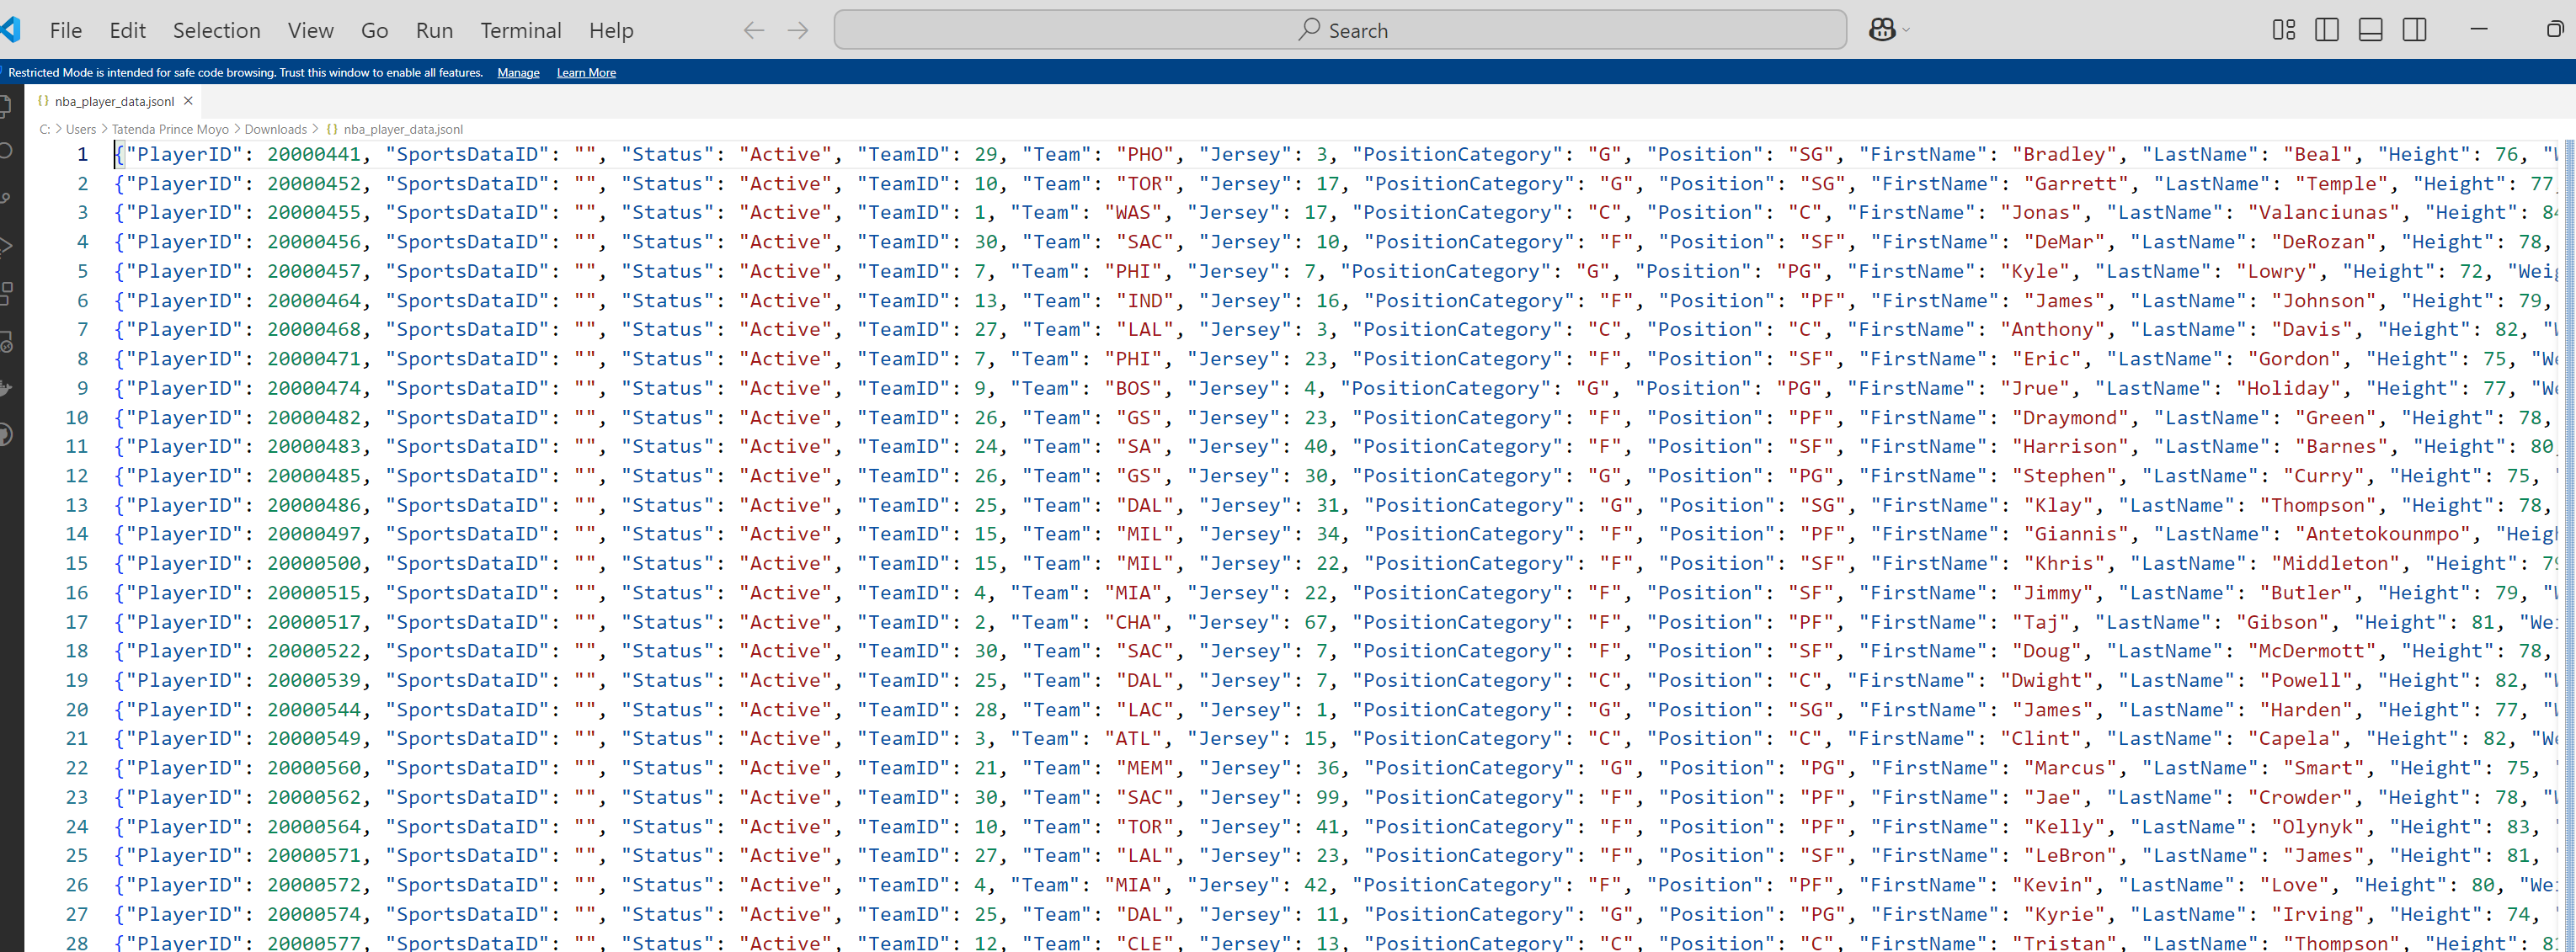 File Edit Selection View Go Run Terminal Help Search
Restricted Mode is intended for safe code browsing. Trust this window to enable all features. Manage Learn More
{} nba_player_data.jsonl ×
C: > Users > Tatenda Prince Moyo > Downloads > {} nba_player_data.jsonl
1 {"PlayerID": 20000441, "SportsDataID": "", "Status": "Active", "TeamID": 29, "Team": "PHO", "Jersey": 3, "PositionCategory": "G", "Position": "SG", "FirstName": "Bradley", "LastName": "Beal", "Height": 76,
2 {"PlayerID": 20000452, "SportsDataID": "", "Status": "Active", "TeamID": 10, "Team": "TOR", "Jersey": 17, "PositionCategory": "G", "Position": "SG", "FirstName": "Garrett", "LastName": "Temple", "Height": 77,
3 {"PlayerID": 20000455, "SportsDataID": "", "Status": "Active", "TeamID": 1, "Team": "WAS", "Jersey": 17, "PositionCategory": "C", "Position": "C", "FirstName": "Jonas", "LastName": "Valanciunas", "Height": 84
4 {"PlayerID": 20000456, "SportsDataID": "", "Status": "Active", "TeamID": 30, "Team": "SAC", "Jersey": 10, "PositionCategory": "F", "Position": "SF", "FirstName": "DeMar", "LastName": "DeRozan", "Height": 78,
5 {"PlayerID": 20000457, "SportsDataID": "", "Status": "Active", "TeamID": 7, "Team": "PHI", "Jersey": 7, "PositionCategory": "G", "Position": "PG", "FirstName": "Kyle", "LastName": "Lowry", "Height": 72, "Weig
6 {"PlayerID": 20000464, "SportsDataID": "", "Status": "Active", "TeamID": 13, "Team": "IND", "Jersey": 16, "PositionCategory": "F", "Position": "PF", "FirstName": "James", "LastName": "Johnson", "Height": 79,
7 {"PlayerID": 20000468, "SportsDataID": "", "Status": "Active", "TeamID": 27, "Team": "LAL", "Jersey": 3, "PositionCategory": "C", "Position": "C", "FirstName": "Anthony", "LastName": "Davis", "Height": 82,
8 {"PlayerID": 20000471, "SportsDataID": "", "Status": "Active", "TeamID": 7, "Team": "PHI", "Jersey": 23, "PositionCategory": "F", "Position": "SF", "FirstName": "Eric", "LastName": "Gordon", "Height": 75, "We
9 {"PlayerID": 20000474, "SportsDataID": "", "Status": "Active", "TeamID": 9, "Team": "BOS", "Jersey": 4, "PositionCategory": "G", "Position": "PG", "FirstName": "Jrue", "LastName": "Holiday", "Height": 77, "We
10 {"PlayerID": 20000482, "SportsDataID": "", "Status": "Active", "TeamID": 26, "Team": "GS", "Jersey": 23, "PositionCategory": "F", "Position": "PF", "FirstName": "Draymond", "LastName": "Green", "Height": 78,
11 {"PlayerID": 20000483, "SportsDataID": "", "Status": "Active", "TeamID": 24, "Team": "SA", "Jersey": 40, "PositionCategory": "F", "Position": "SF", "FirstName": "Harrison", "LastName": "Barnes", "Height": 80,
12 {"PlayerID": 20000485, "SportsDataID": "", "Status": "Active", "TeamID": 26, "Team": "GS", "Jersey": 30, "PositionCategory": "G", "Position": "PG", "FirstName": "Stephen", "LastName": "Curry", "Height": 75,
13 {"PlayerID": 20000486, "SportsDataID": "", "Status": "Active", "TeamID": 25, "Team": "DAL", "Jersey": 31, "PositionCategory": "G", "Position": "SG", "FirstName": "Klay", "LastName": "Thompson", "Height": 78,
14 {"PlayerID": 20000497, "SportsDataID": "", "Status": "Active", "TeamID": 15, "Team": "MIL", "Jersey": 34, "PositionCategory": "F", "Position": "PF", "FirstName": "Giannis", "LastName": "Antetokounmpo", "Heigh
15 {"PlayerID": 20000500, "SportsDataID": "", "Status": "Active", "TeamID": 15, "Team": "MIL", "Jersey": 22, "PositionCategory": "F", "Position": "SF", "FirstName": "Khris", "LastName": "Middleton", "Height": 79
16 {"PlayerID": 20000515, "SportsDataID": "", "Status": "Active", "TeamID": 4, "Team": "MIA", "Jersey": 22, "PositionCategory": "F", "Position": "SF", "FirstName": "Jimmy", "LastName": "Butler", "Height": 79,
17 {"PlayerID": 20000517, "SportsDataID": "", "Status": "Active", "TeamID": 2, "Team": "CHA", "Jersey": 67, "PositionCategory": "F", "Position": "PF", "FirstName": "Taj", "LastName": "Gibson", "Height": 81, "Wei
18 {"PlayerID": 20000522, "SportsDataID": "", "Status": "Active", "TeamID": 30, "Team": "SAC", "Jersey": 7, "PositionCategory": "F", "Position": "SF", "FirstName": "Doug", "LastName": "McDermott", "Height": 78,
19 {"PlayerID": 20000539, "SportsDataID": "", "Status": "Active", "TeamID": 25, "Team": "DAL", "Jersey": 7, "PositionCategory": "C", "Position": "C", "FirstName": "Dwight", "LastName": "Powell", "Height": 82,
20 {"PlayerID": 20000544, "SportsDataID": "", "Status": "Active", "TeamID": 28, "Team": "LAC", "Jersey": 1, "PositionCategory": "G", "Position": "SG", "FirstName": "James", "LastName": "Harden", "Height": 77,
21 {"PlayerID": 20000549, "SportsDataID": "", "Status": "Active", "TeamID": 3, "Team": "ATL", "Jersey": 15, "PositionCategory": "C", "Position": "C", "FirstName": "Clint", "LastName": "Capela", "Height": 82, "We
22 {"PlayerID": 20000560, "SportsDataID": "", "Status": "Active", "TeamID": 21, "Team": "MEM", "Jersey": 36, "PositionCategory": "G", "Position": "PG", "FirstName": "Marcus", "LastName": "Smart", "Height": 75,
23 {"PlayerID": 20000562, "SportsDataID": "", "Status": "Active", "TeamID": 30, "Team": "SAC", "Jersey": 99, "PositionCategory": "F", "Position": "PF", "FirstName": "Jae", "LastName": "Crowder", "Height": 78,
24 {"PlayerID": 20000564, "SportsDataID": "", "Status": "Active", "TeamID": 10, "Team": "TOR", "Jersey": 41, "PositionCategory": "F", "Position": "PF", "FirstName": "Kelly", "LastName": "Olynyk", "Height": 83,
25 {"PlayerID": 20000571, "SportsDataID": "", "Status": "Active", "TeamID": 27, "Team": "LAL", "Jersey": 23, "PositionCategory": "F", "Position": "SF", "FirstName": "LeBron", "LastName": "James", "Height": 81,
26 {"PlayerID": 20000572, "SportsDataID": "", "Status": "Active", "TeamID": 4, "Team": "MIA", "Jersey": 42, "PositionCategory": "F", "Position": "PF", "FirstName": "Kevin", "LastName": "Love", "Height": 80, "Wei
27 {"PlayerID": 20000574, "SportsDataID": "", "Status": "Active", "TeamID": 25, "Team": "DAL", "Jersey": 11, "PositionCategory": "G", "Position": "PG", "FirstName": "Kyrie", "LastName": "Irving", "Height": 74,
28 {"PlayerID": 20000577, "SportsDataID": "", "Status": "Active", "TeamID": 12, "Team": "CLE", "Jersey": 13, "PositionCategory": "C", "Position": "C", "FirstName": "Tristan", "LastName": "Thompson", "Height":